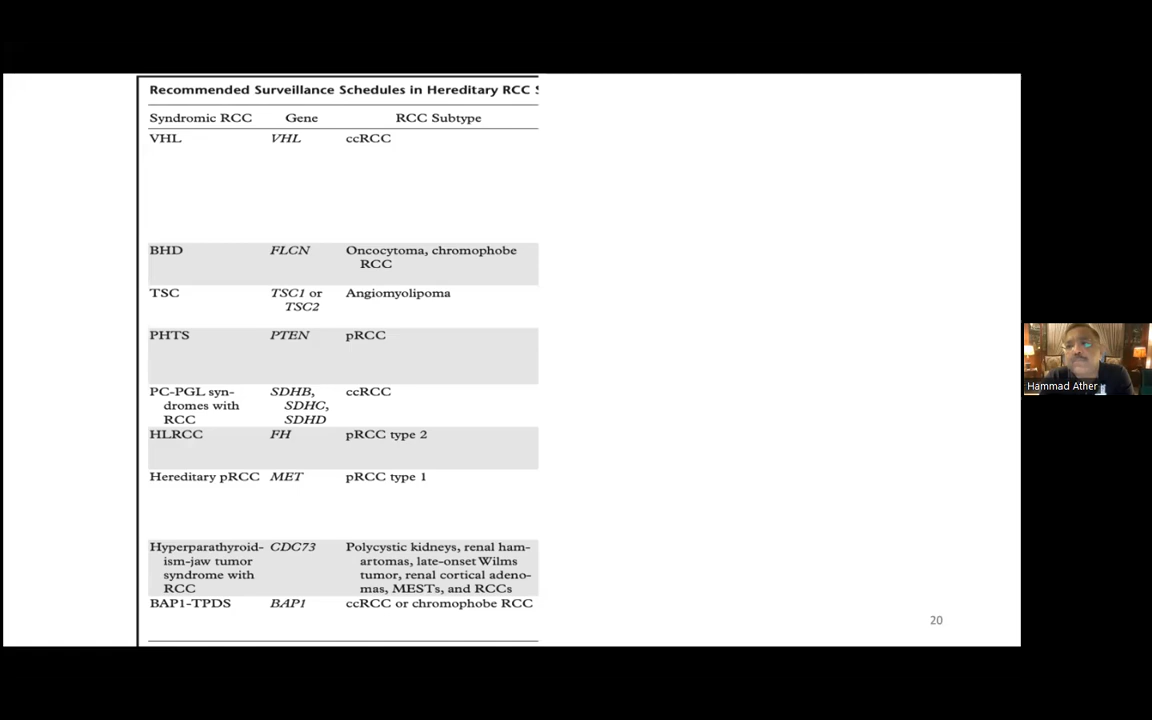 Recommended Surveillance Schedules in Hereditary RCC
Syndromic RCC Gene RCC Subtype
VHL VHL ccRCC
BHD FLCN Oncocytoma, chromophobe
RCC
TSC TSC1 or Angiomyolipoma
TSC2
PHTS PTEN pRCC
PC-PGL syn- SDHB, ccRCC
dromes with SDHC,
RCC SDHD
HLRCC FH pRCC type 2
Hereditary pRCC MET pRCC type 1
Hyperparathyroid- CDC73 Polycystic kidneys, renal ham-
ism-jaw tumor artomas, late-onset Wilms
syndrome with tumor, renal cortical adeno-
RCC mas, MESTs, and RCCs
BAP1-TPDS BAP1 ccRCC or chromophobe RCC
20
Hammad Ather